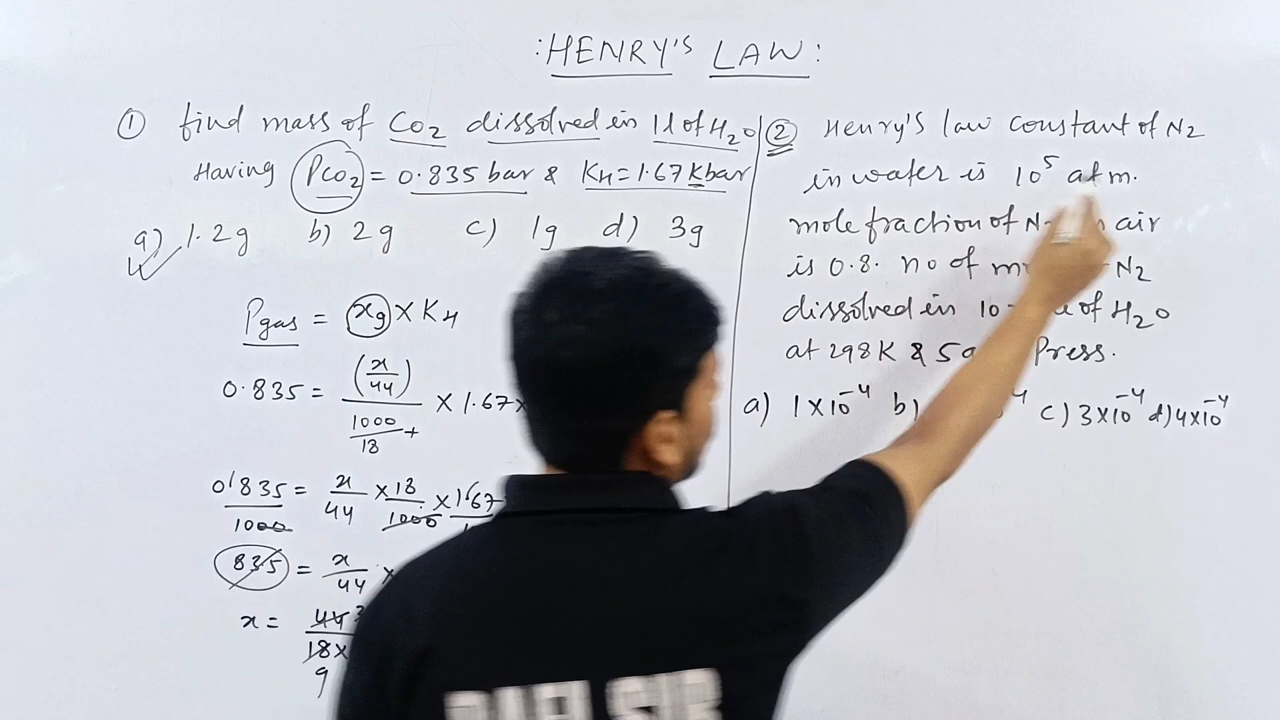 :HENRY'S LAW:
① find mass of CO2 dissolved in 1l of H2O
Having PCO2 = 0.835 bar & KH = 1.67 Kbar
a) 1.2g b) 2g c) 1g d) 3g
Pgas = xg × KH
0.835 = (x/44) / 1000/18 + × 1.67×
0.835/1000 = x/44 × 18/1000 × 1.67
835 = x/44 ×
x = 44 / 18×
9
② Henry's law constant of N2
in water is 10^5 atm.
mole fraction of air
is 0.8. no of N2
dissolved in 10 of H2O
at 298K & 5 Press.
a) 1×10^-4 b) c) 3×10^-4 d) 4×10^-4